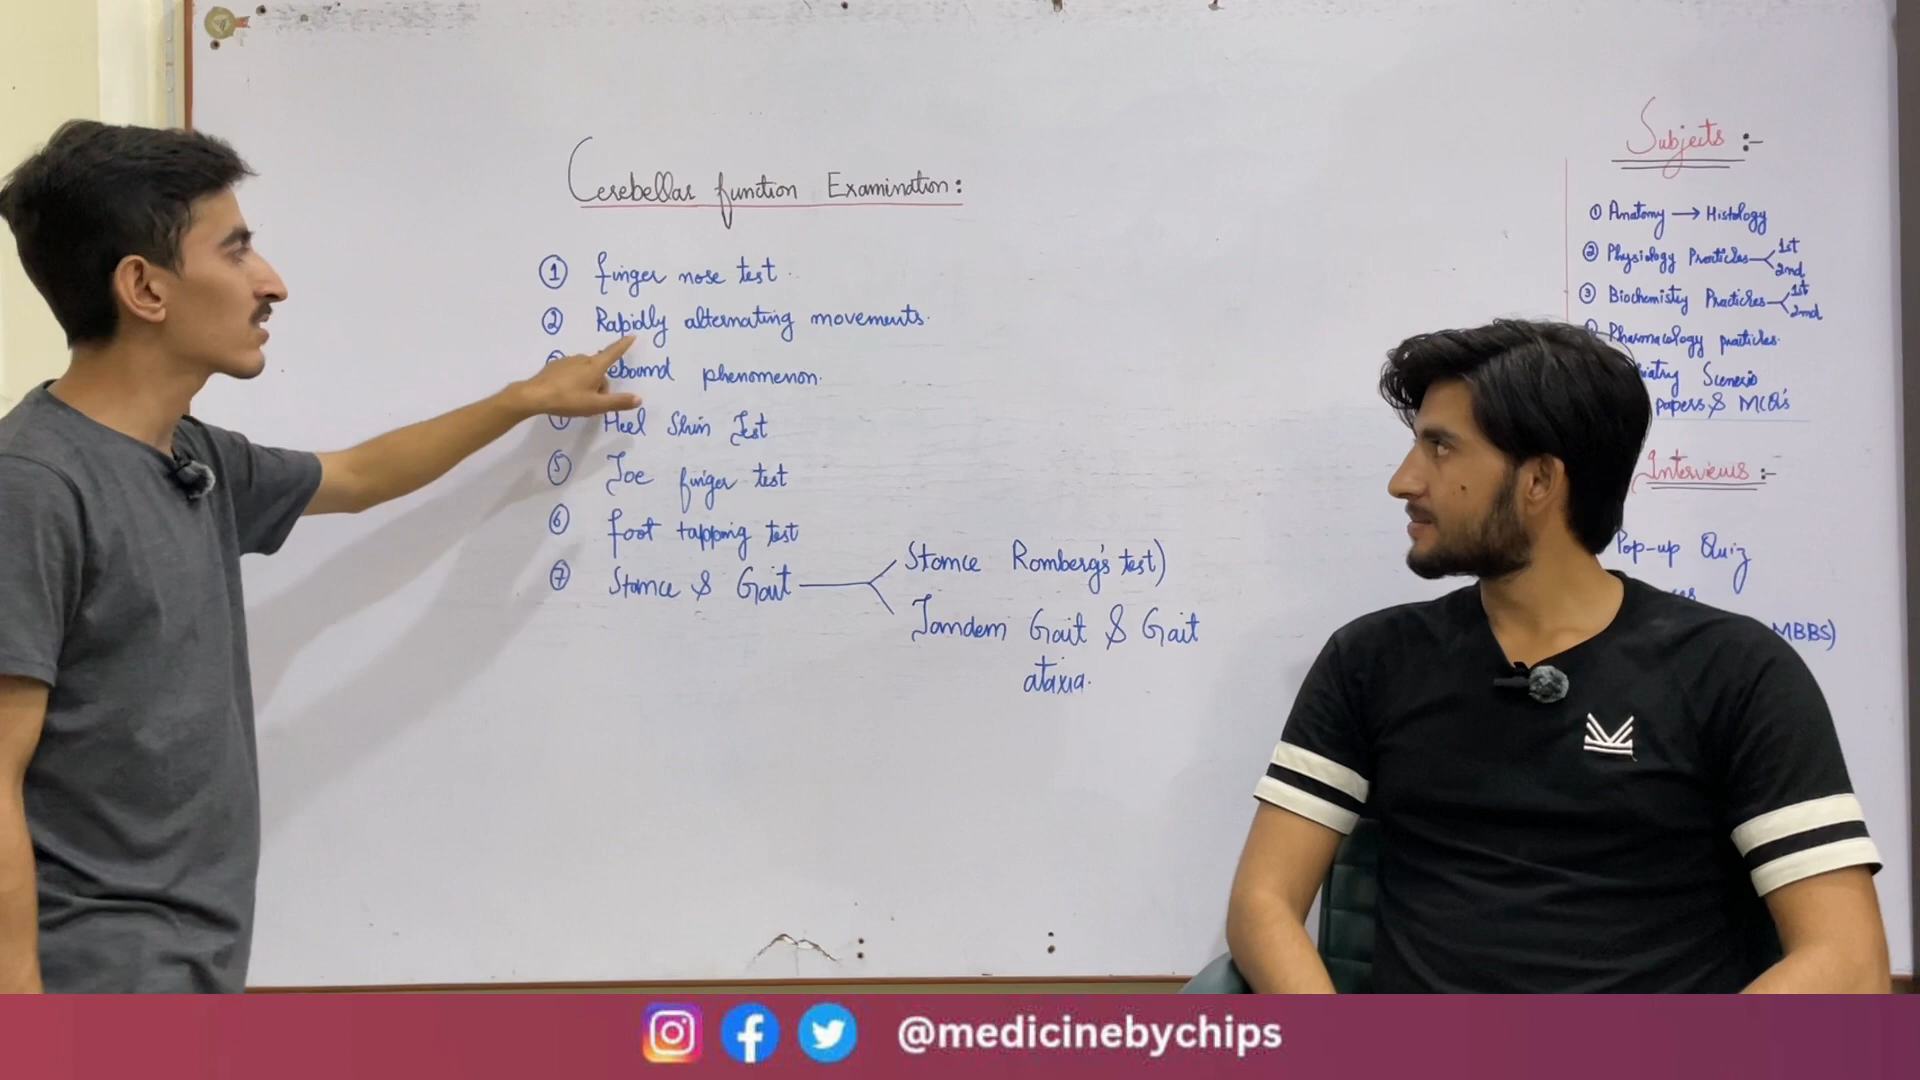 Cerebellar function Examination:
① finger nose test.
② Rapidly alternating movements.
ebound phenomenon.
Heel Shin Test
⑤ Toe finger test
⑥ foot tapping test
⑦ Stance & Gait
Stance Romberg's test)
Tandem Gait & Gait
ataxia.
Subjects :-
① Anatomy → Histology
② Physiology Practicles 1st
2nd
③ Biochemistry Practicles 1st
2nd
Pharmacology practicles.
iatry Scenerio
papers & MCQ's
Interviews :-
Pop-up Quiz
MBBS)
@medicinebychips